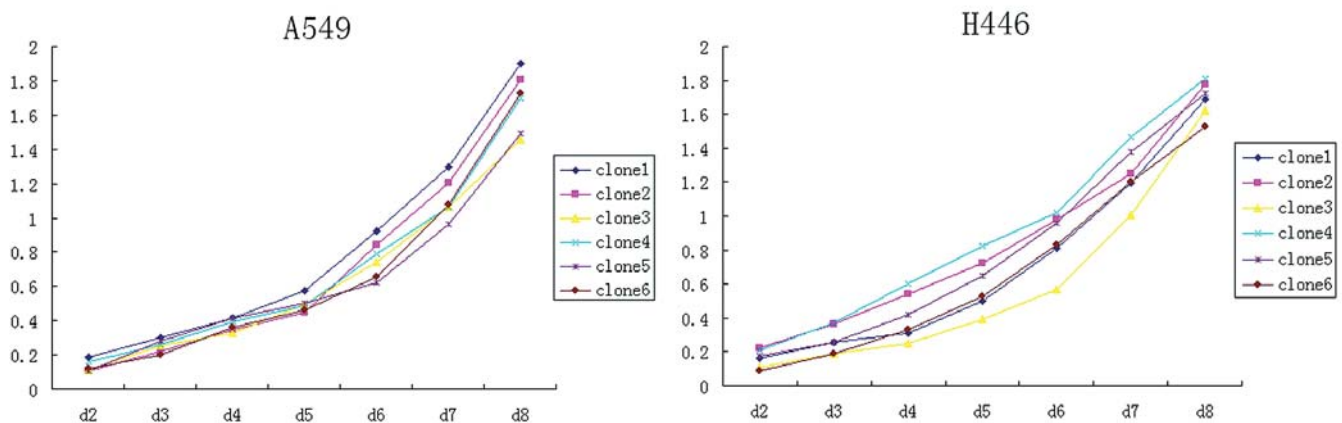 A549
2
1.8
1.6
1.4
1.2
1
0.8
0.6
0.4
0.2
0
d2 d3 d4 d5 d6 d7 d8
clone1
clone2
clone3
clone4
clone5
clone6
H446
2
1.8
1.6
1.4
1.2
1
0.8
0.6
0.4
0.2
0
d2 d3 d4 d5 d6 d7 d8
clone1
clone2
clone3
clone4
clone5
clone6